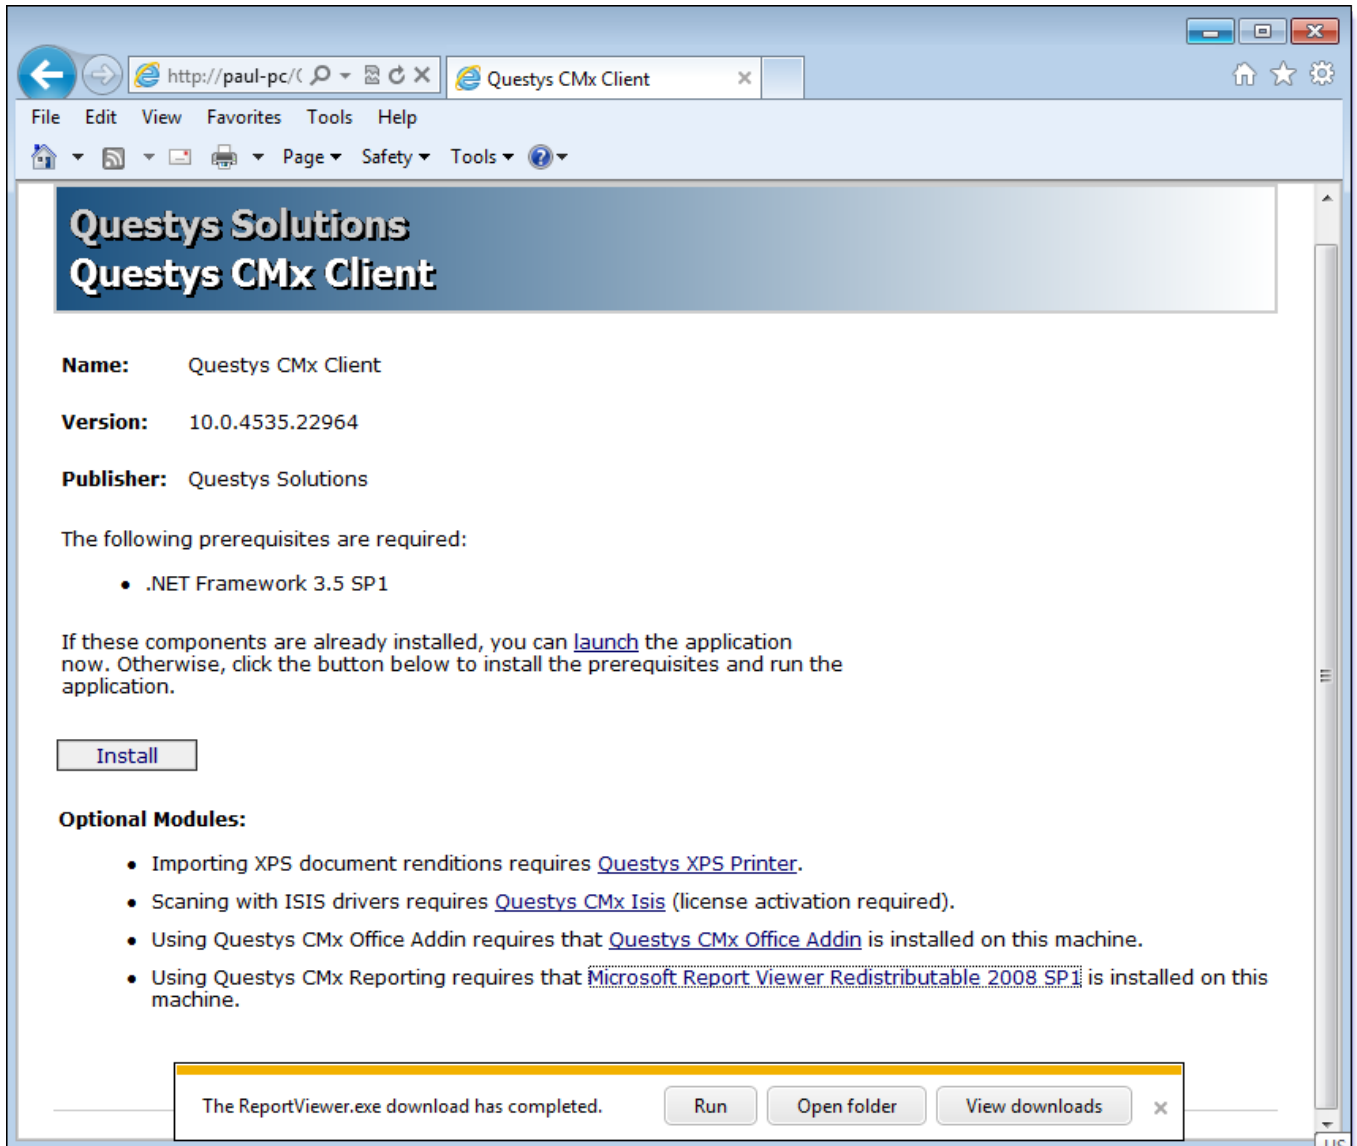 http://paul-pc/(
Questys CMx Client
File Edit View Favorites Tools Help
Page Safety Tools
Questys Solutions
Questys CMx Client
Name: Questys CMx Client
Version: 10.0.4535.22964
Publisher: Questys Solutions
The following prerequisites are required:
• .NET Framework 3.5 SP1
If these components are already installed, you can launch the application
now. Otherwise, click the button below to install the prerequisites and run the
application.
Install
Optional Modules:
• Importing XPS document renditions requires Questys XPS Printer.
• Scaning with ISIS drivers requires Questys CMx Isis (license activation required).
• Using Questys CMx Office Addin requires that Questys CMx Office Addin is installed on this machine.
• Using Questys CMx Reporting requires that Microsoft Report Viewer Redistributable 2008 SP1 is installed on this
machine.
The ReportViewer.exe download has completed. Run Open folder View downloads